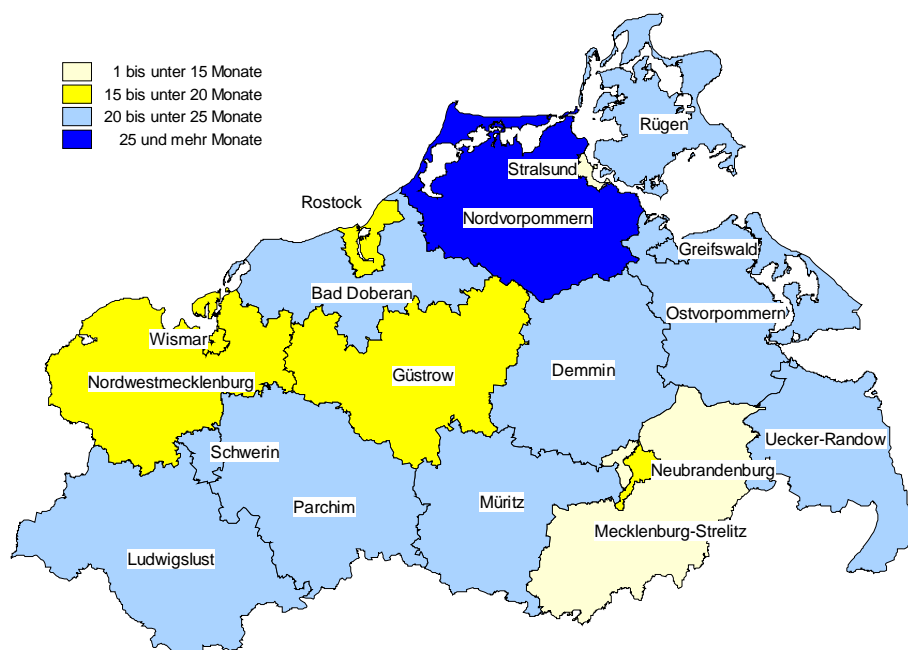 1 bis unter 15 Monate
15 bis unter 20 Monate
20 bis unter 25 Monate
25 und mehr Monate
Rügen
Stralsund
Rostock
Nordvorpommern
Greifswald
Bad Doberan
Ostvorpommern
Wismar
Demmin
Güstrow
Nordwestmecklenburg
Uecker-Randow
Schwerin
Neubrandenburg
Müritz
Parchim
Mecklenburg-Strelitz
Ludwigslust